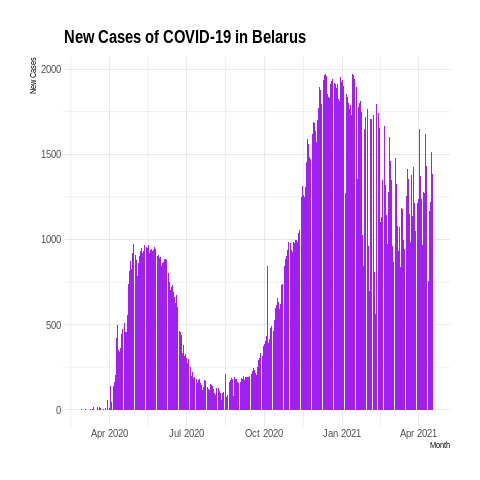 New Cases of COVID-19 in Belarus
New Cases
2000
1500
1000
500
0
Apr 2020 Jul 2020 Oct 2020 Jan 2021 Apr 2021
Month